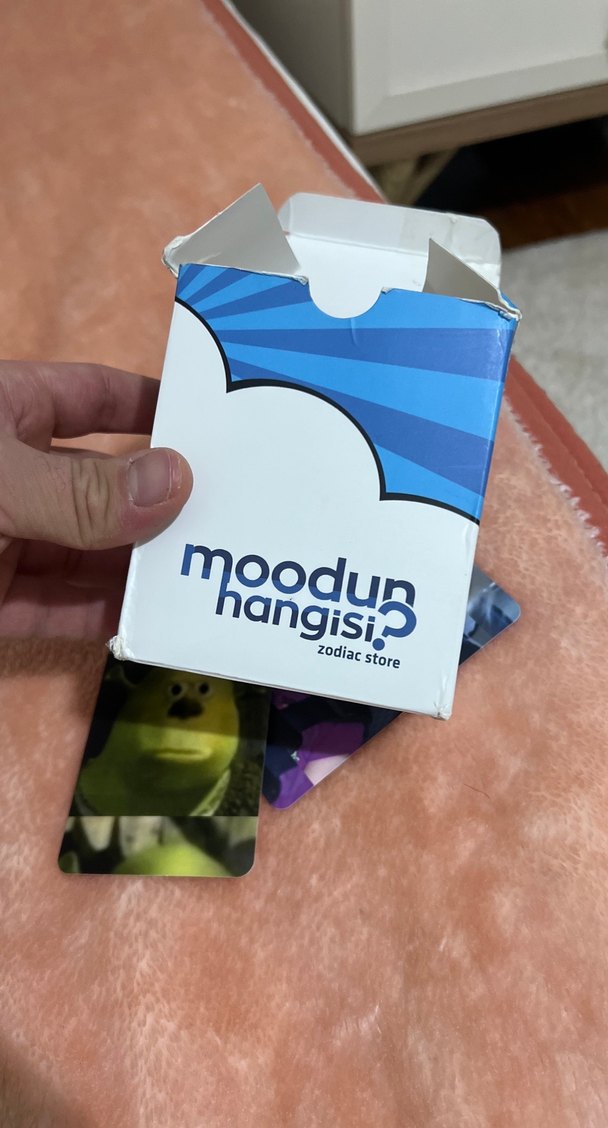 moodun
hangisi?
zodiac store